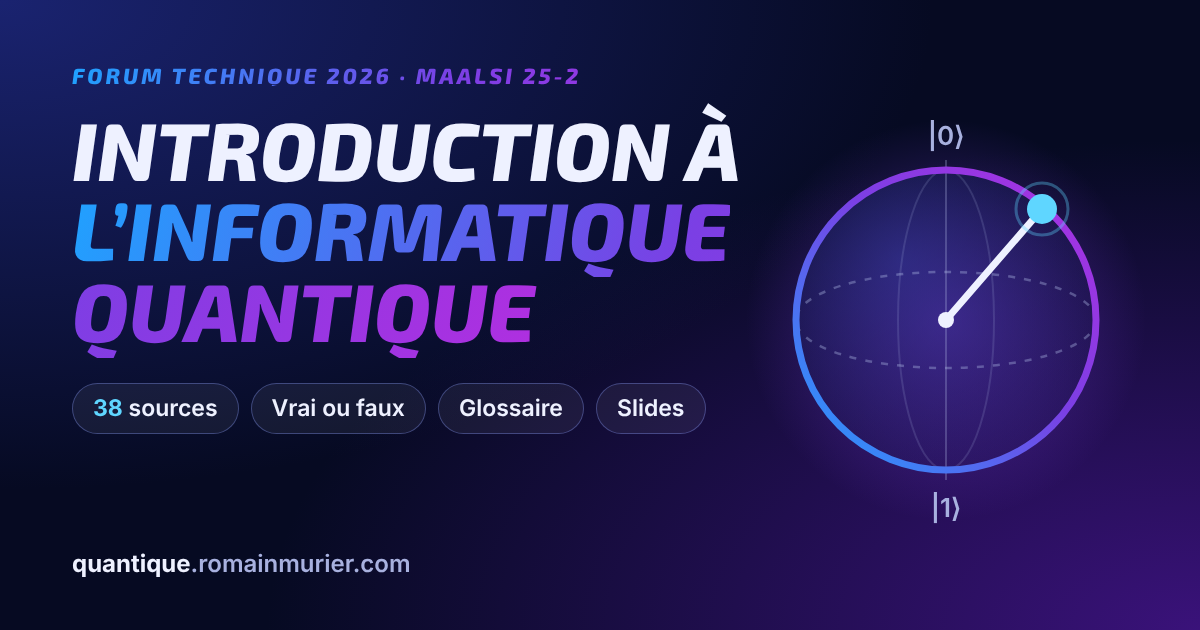 FORUM TECHNIQUE 2026 · MAALSI 25-2
INTRODUCTION À
L’INFORMATIQUE
QUANTIQUE
38 sources
Vrai ou faux
Glossaire
Slides
|0⟩
|1⟩
quantique.romainmurier.com